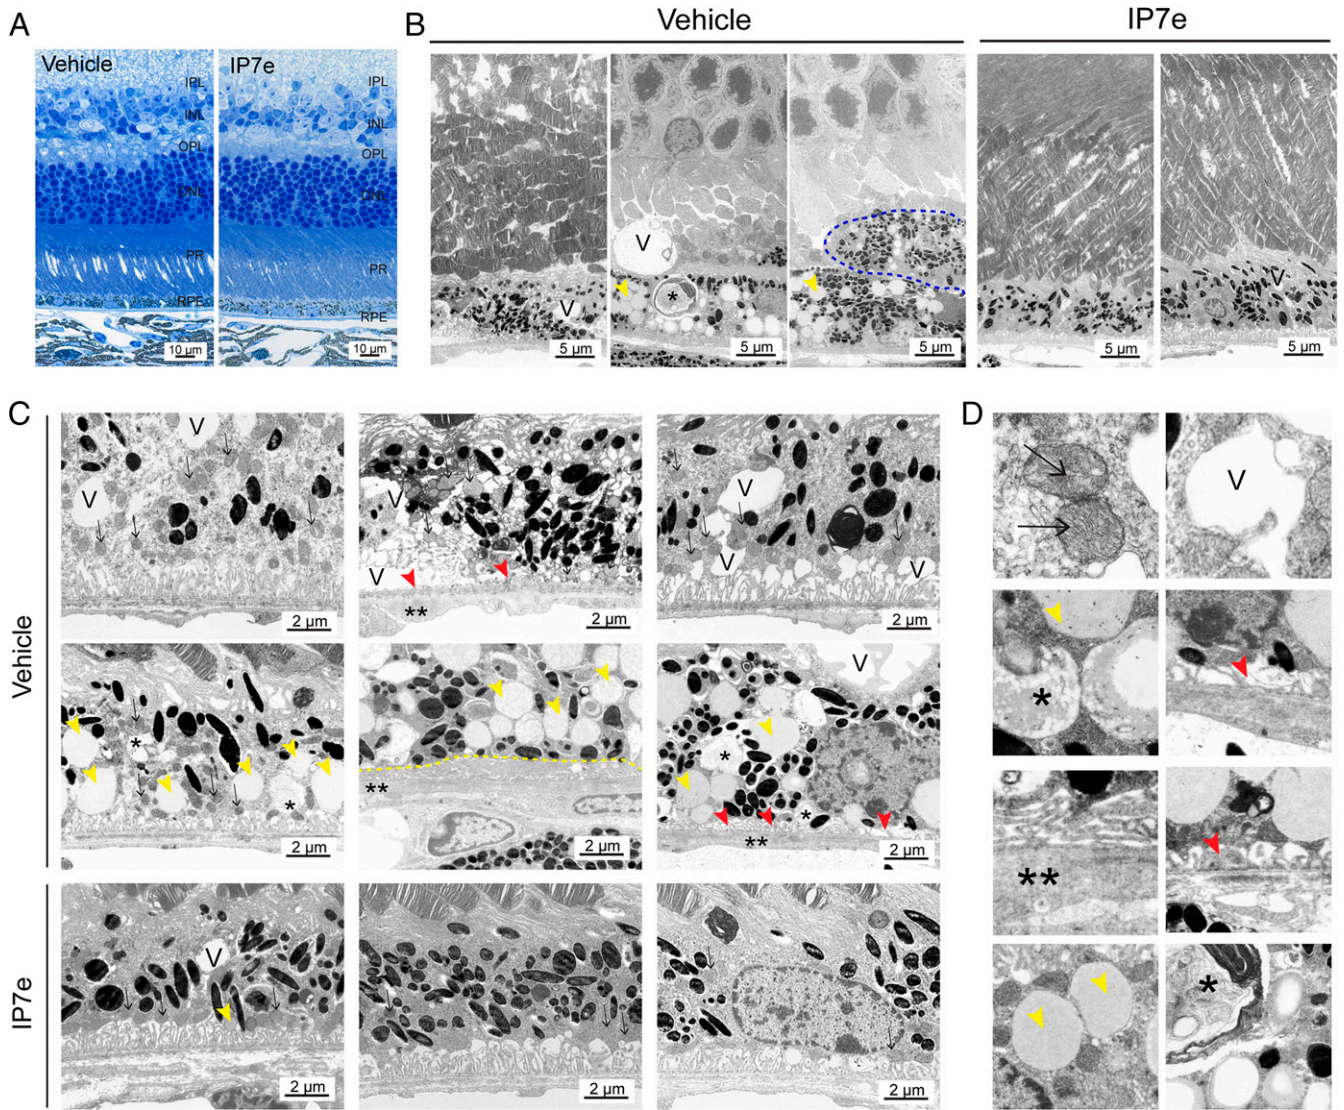 A
Vehicle
IP7e
IPL
INL
OPL
ONL
PR
RPE
10 µm
IPL
INL
OPL
ONL
PR
RPE
10 µm
B
Vehicle
IP7e
V
V
*
V
5 µm
5 µm
5 µm
5 µm
5 µm
C
Vehicle
V
V
2 µm
V
V
**
2 µm
V
V
V
2 µm
*
*
2 µm
**
2 µm
V
*
*
**
2 µm
IP7e
V
2 µm
2 µm
2 µm
D
V
*
**
*